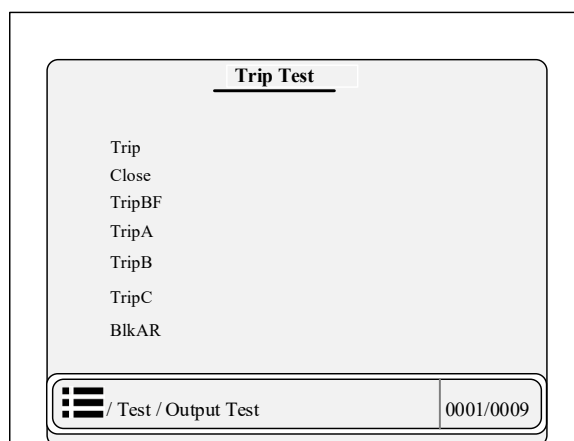 Trip Test
Trip
Close
TripBF
TripA
TripB
TripC
BlkAR
/ Test / Output Test 0001/0009